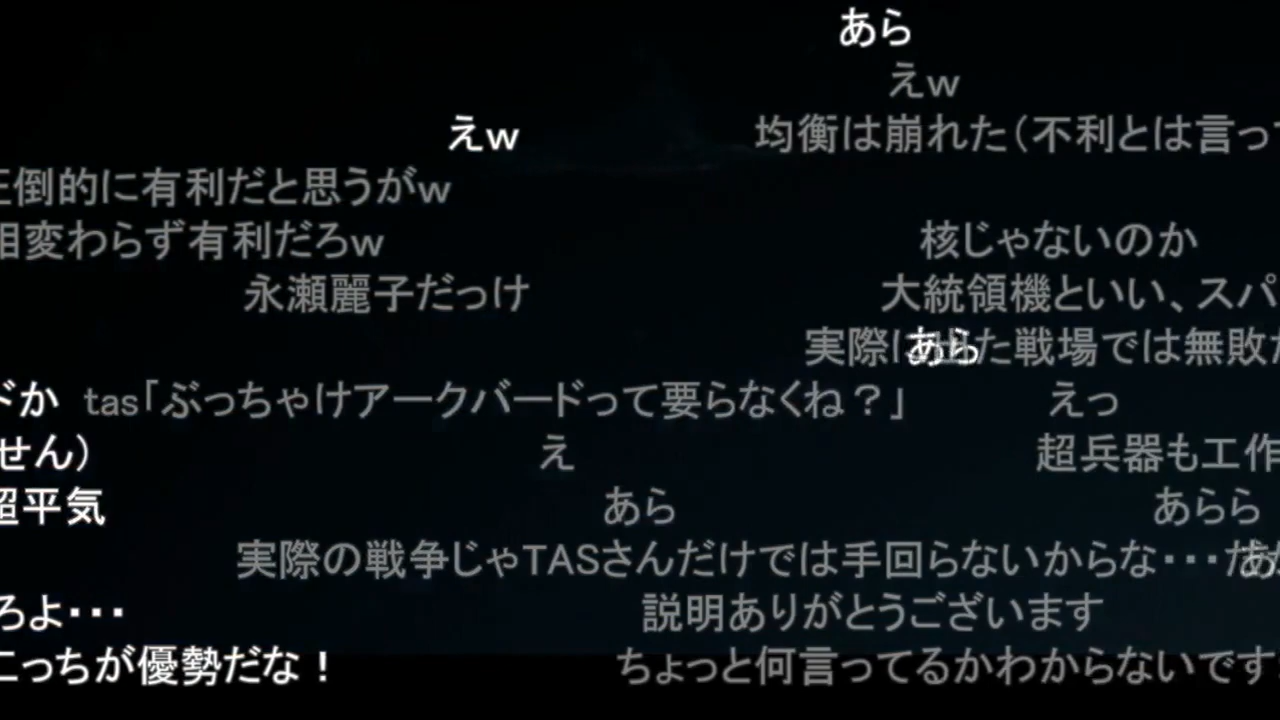 あら
えw
えw
均衡は崩れた(不利とは言っ
倒的に有利だと思うがw
変わらず有利だろw
核じゃないのか
永瀬麗子だっけ
大統領機といい、スパ
実際に
た戦場では無敗
あら
ドか
tas「ぶっちゃけアークバードって要らなくね？」
えっ
せん)
え
超兵器も工作
超平気
あら
あらら
実際の戦争じゃTASさんだけでは手回らないからな・・・
ろよ・・・
説明ありがとうございます
こっちが優勢だな！
ちょっと何言ってるかわからないです